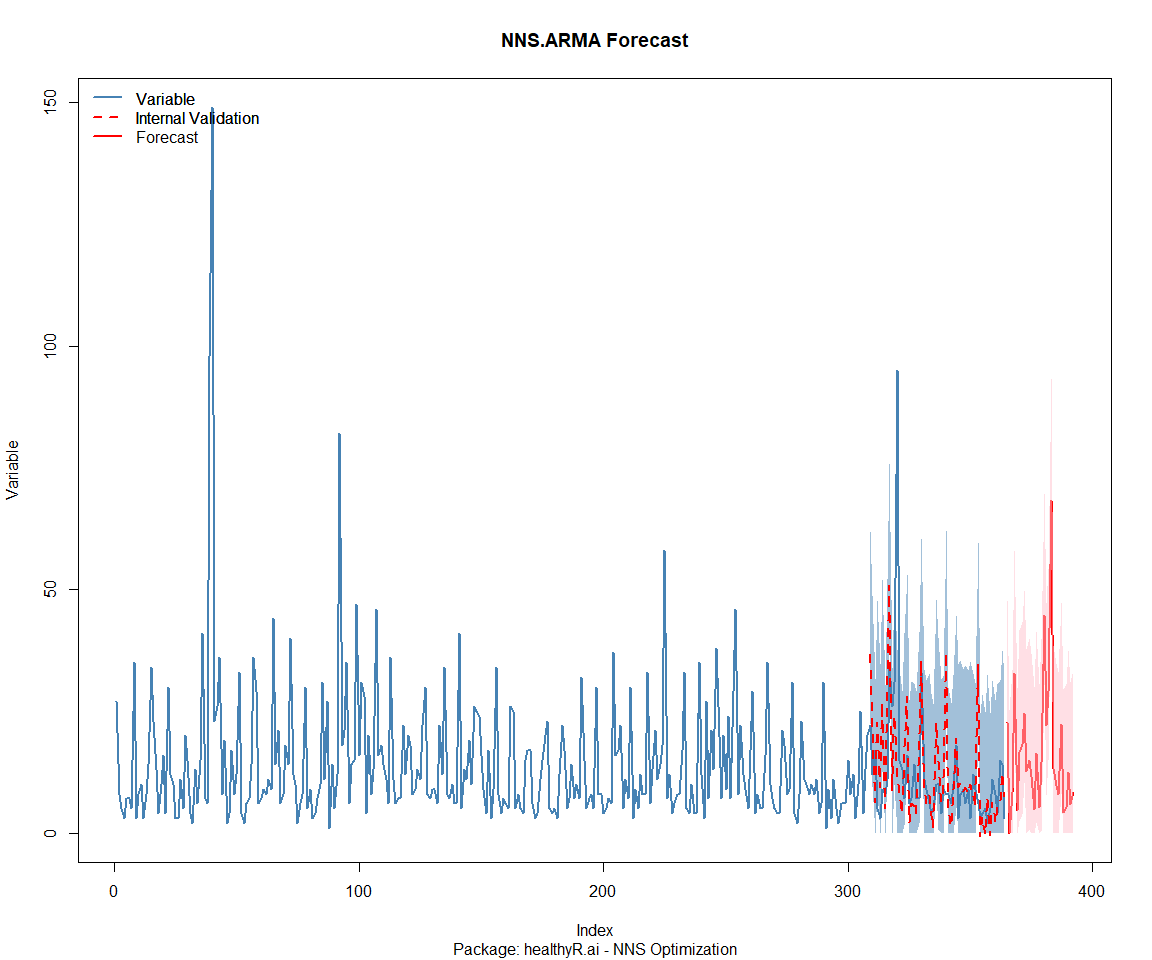 NNS.ARMA Forecast
Variable
Internal Validation
Forecast
150
100
50
0
Variable
0
100
200
300
400
Index
Package: healthyR.ai - NNS Optimization